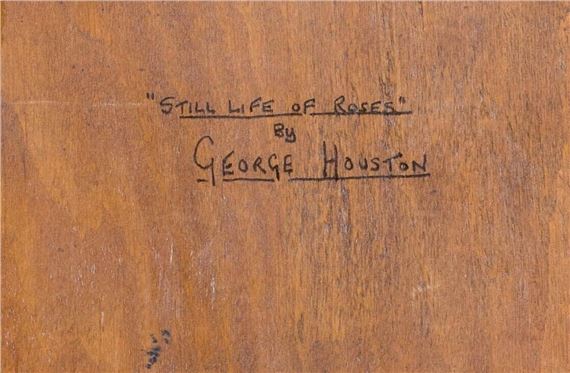 "STILL LIFE OF ROSES"
By
GEORGE HOUSTON